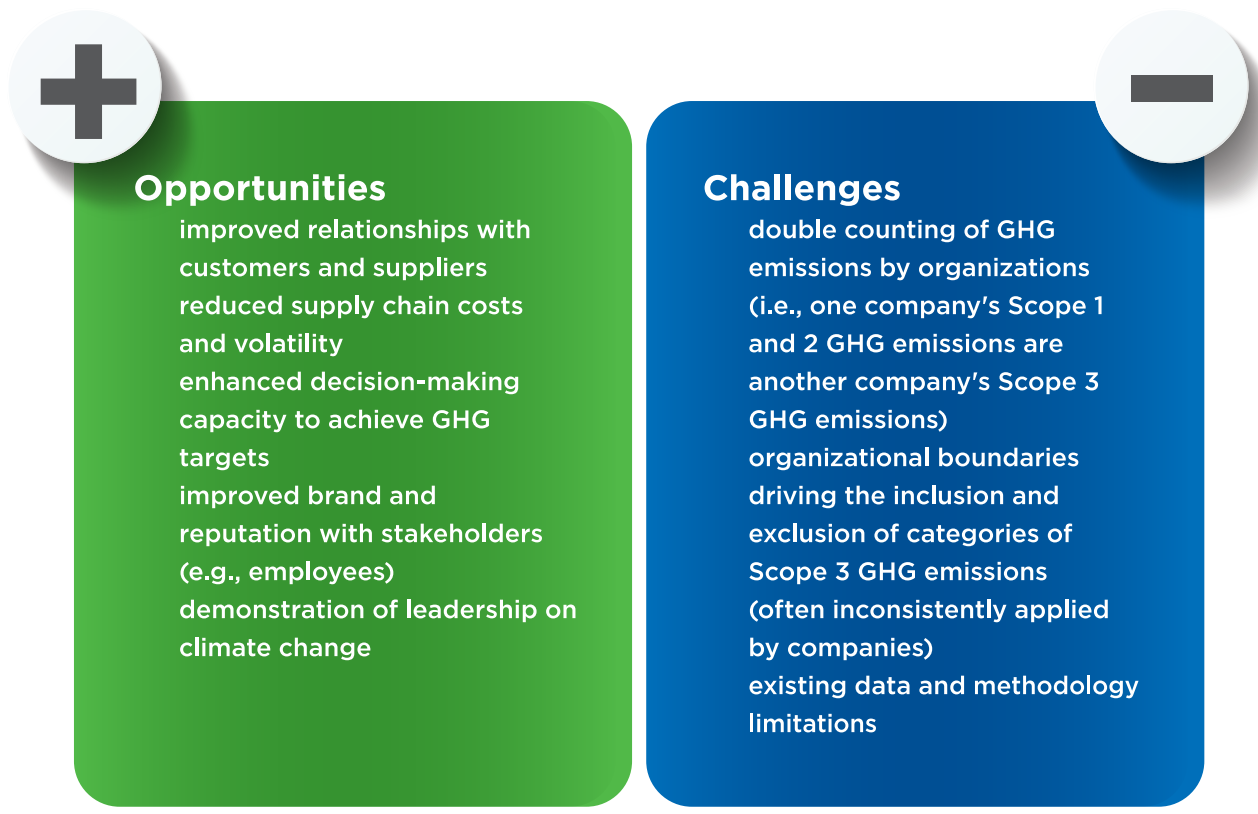 Opportunities
improved relationships with
customers and suppliers
reduced supply chain costs
and volatility
enhanced decision-making
capacity to achieve GHG
targets
improved brand and
reputation with stakeholders
(e.g., employees)
demonstration of leadership on
climate change
Challenges
double counting of GHG
emissions by organizations
(i.e., one company's Scope 1
and 2 GHG emissions are
another company's Scope 3
GHG emissions)
organizational boundaries
driving the inclusion and
exclusion of categories of
Scope 3 GHG emissions
(often inconsistently applied
by companies)
existing data and methodology
limitations